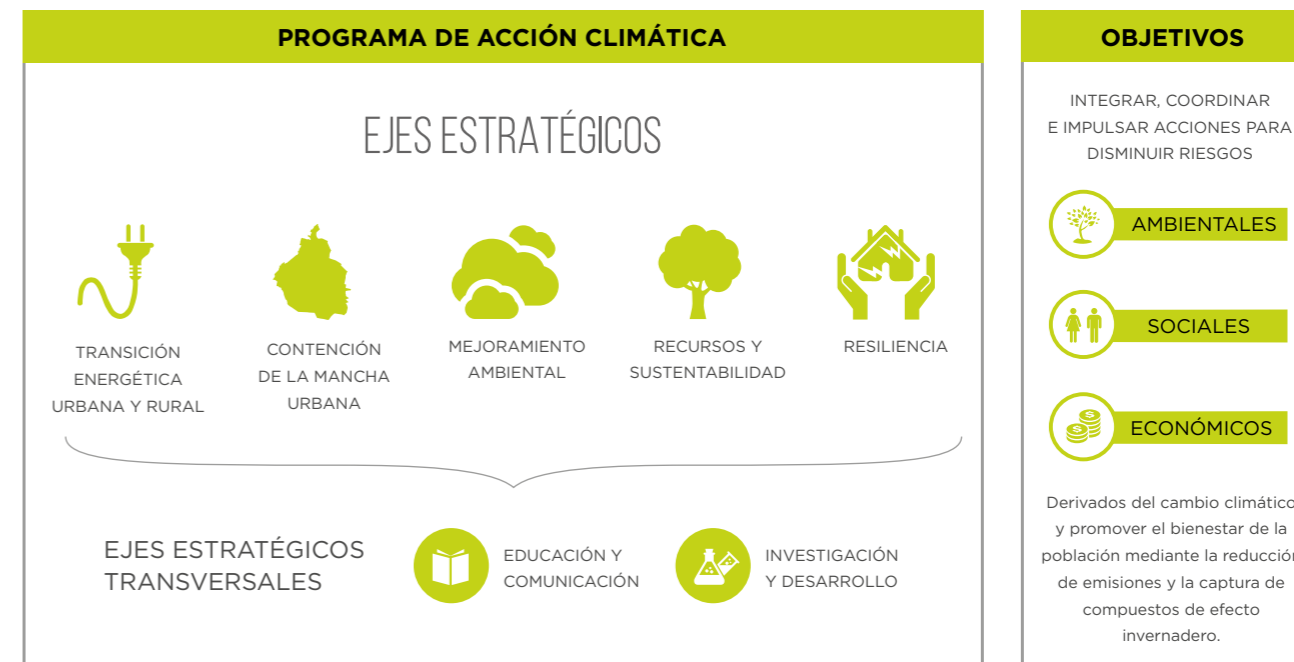 PROGRAMA DE ACCIÓN CLIMÁTICA
EJES ESTRATÉGICOS
TRANSICIÓN
ENERGÉTICA
URBANA Y RURAL
CONTENCIÓN
DE LA MANCHA
URBANA
MEJORAMIENTO
AMBIENTAL
RECURSOS Y
SUSTENTABILIDAD
RESILIENCIA
EJES ESTRATÉGICOS
TRANSVERSALES
EDUCACIÓN Y
COMUNICACIÓN
INVESTIGACIÓN
Y DESARROLLO
OBJETIVOS
INTEGRAR, COORDINAR
E IMPULSAR ACCIONES PARA
DISMINUIR RIESGOS
AMBIENTALES
SOCIALES
ECONÓMICOS
Derivados del cambio climático
y promover el bienestar de la
población mediante la reducción
de emisiones y la captura de
compuestos de efecto
invernadero.